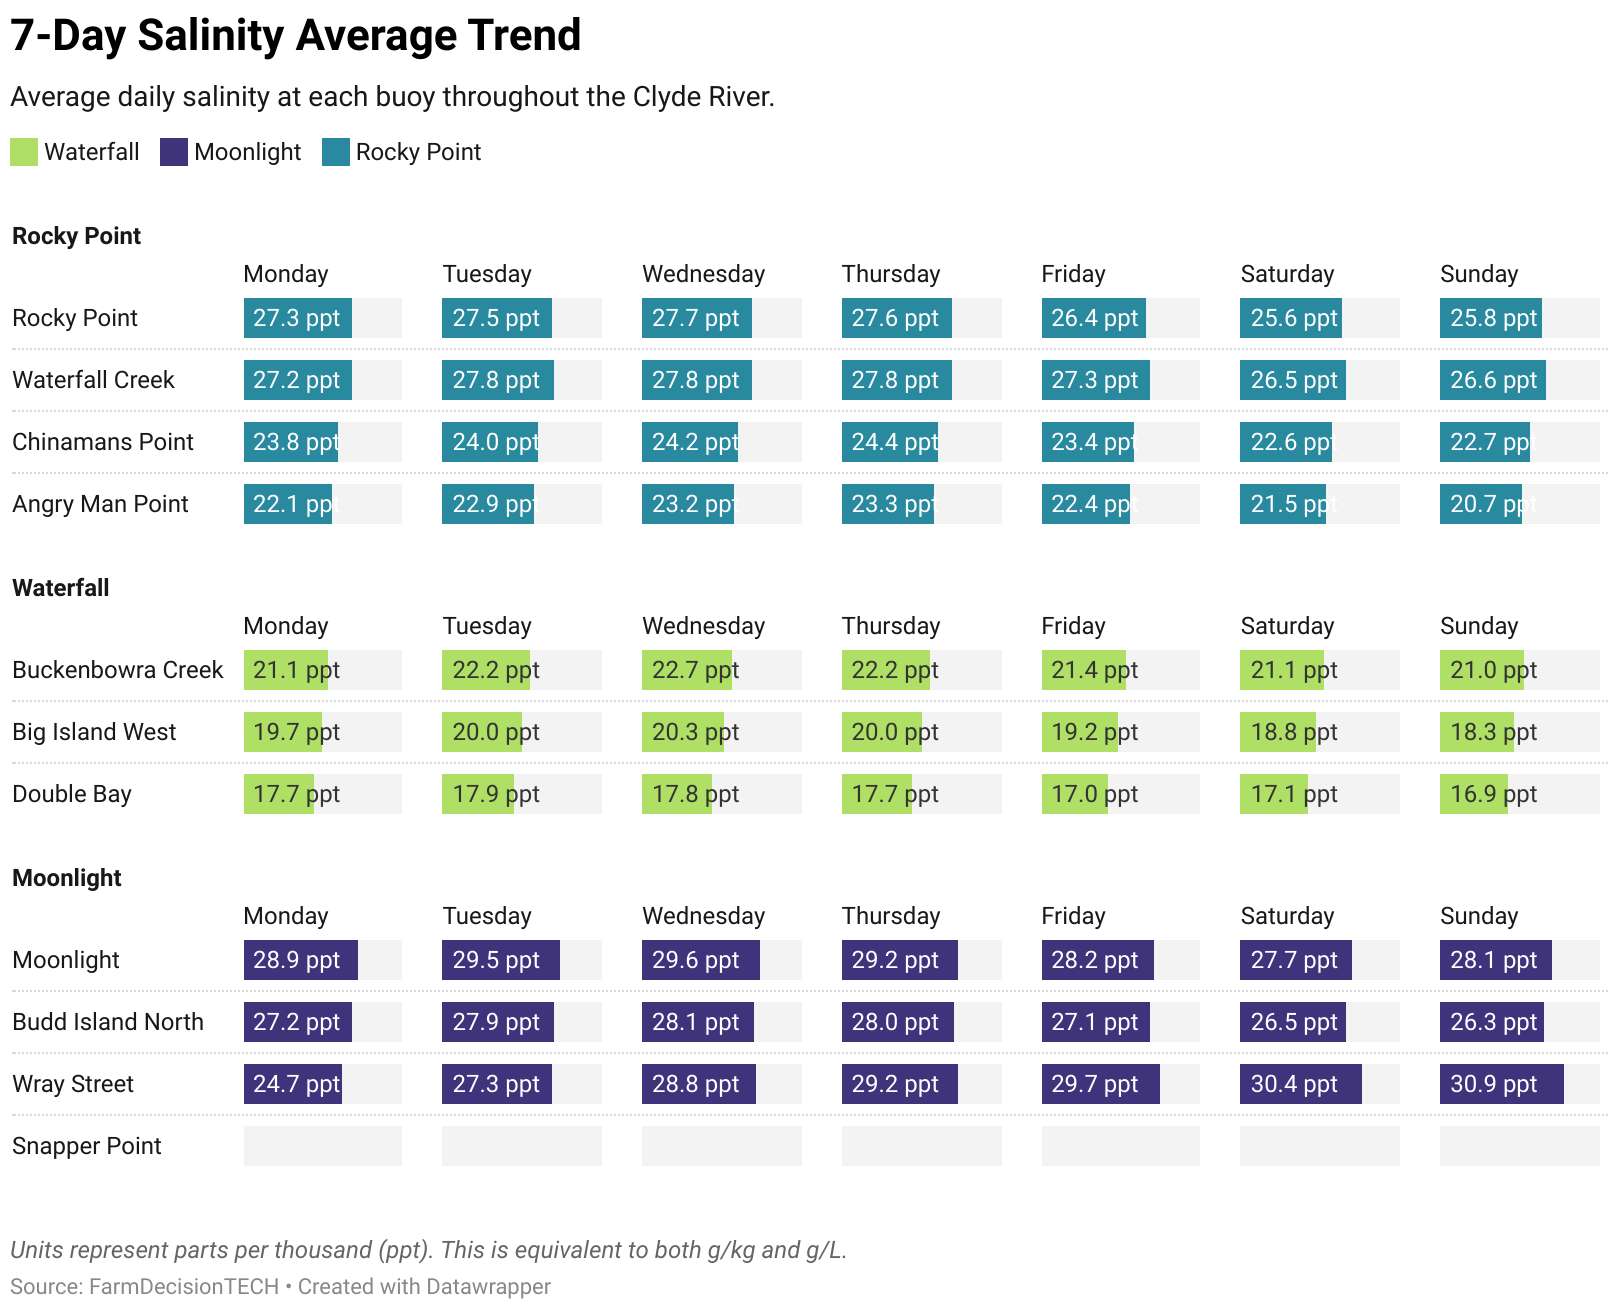 7-Day Salinity Average Trend
Average daily salinity at each buoy throughout the Clyde River.
Waterfall Moonlight Rocky Point
Rocky Point
Monday Tuesday Wednesday Thursday Friday Saturday Sunday
Rocky Point 27.3 ppt 27.5 ppt 27.7 ppt 27.6 ppt 26.4 ppt 25.6 ppt 25.8 ppt
Waterfall Creek 27.2 ppt 27.8 ppt 27.8 ppt 27.8 ppt 27.3 ppt 26.5 ppt 26.6 ppt
Chinamans Point 23.8 ppt 24.0 ppt 24.2 ppt 24.4 ppt 23.4 ppt 22.6 ppt 22.7 ppt
Angry Man Point 22.1 ppt 22.9 ppt 23.2 ppt 23.3 ppt 22.4 ppt 21.5 ppt 20.7 ppt
Waterfall
Monday Tuesday Wednesday Thursday Friday Saturday Sunday
Buckenbowra Creek 21.1 ppt 22.2 ppt 22.7 ppt 22.2 ppt 21.4 ppt 21.1 ppt 21.0 ppt
Big Island West 19.7 ppt 20.0 ppt 20.3 ppt 20.0 ppt 19.2 ppt 18.8 ppt 18.3 ppt
Double Bay 17.7 ppt 17.9 ppt 17.8 ppt 17.7 ppt 17.0 ppt 17.1 ppt 16.9 ppt
Moonlight
Monday Tuesday Wednesday Thursday Friday Saturday Sunday
Moonlight 28.9 ppt 29.5 ppt 29.6 ppt 29.2 ppt 28.2 ppt 27.7 ppt 28.1 ppt
Budd Island North 27.2 ppt 27.9 ppt 28.1 ppt 28.0 ppt 27.1 ppt 26.5 ppt 26.3 ppt
Wray Street 24.7 ppt 27.3 ppt 28.8 ppt 29.2 ppt 29.7 ppt 30.4 ppt 30.9 ppt
Snapper Point
Units represent parts per thousand (ppt). This is equivalent to both g/kg and g/L.
Source: FarmDecisionTECH • Created with Datawrapper